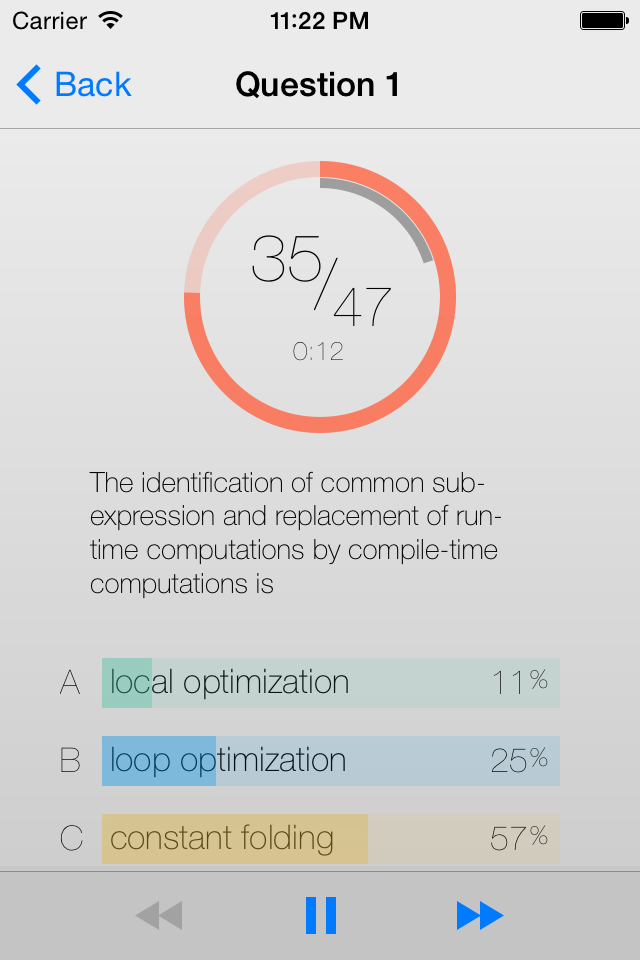 Carrier 11:22 PM
Back Question 1
35/47
0:12
The identification of common sub-
expression and replacement of run-
time computations by compile-time
computations is
A local optimization 11%
B loop optimization 25%
C constant folding 57%